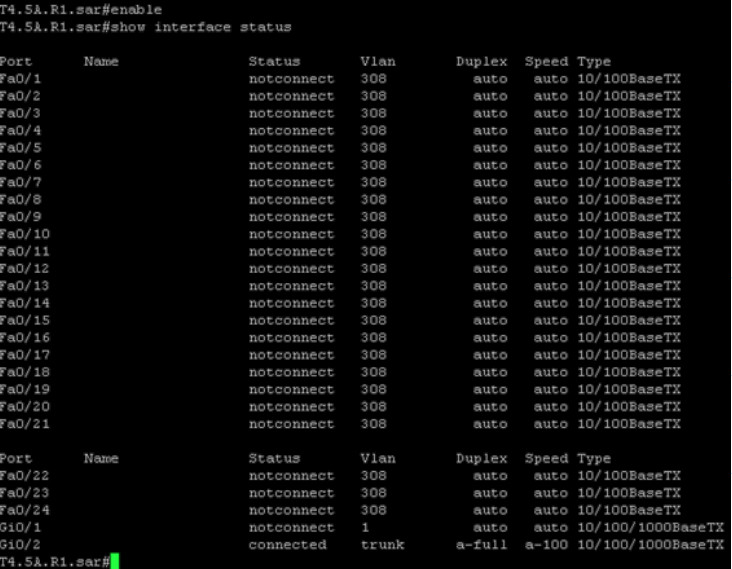 T4.5A.R1.sar#enable
T4.5A.R1.sar#show interface status
Port Name Status Vlan Duplex Speed Type
Fa0/1 notconnect 308 auto auto 10/100BaseTX
Fa0/2 notconnect 308 auto auto 10/100BaseTX
Fa0/3 notconnect 308 auto auto 10/100BaseTX
Fa0/4 notconnect 308 auto auto 10/100BaseTX
Fa0/5 notconnect 308 auto auto 10/100BaseTX
Fa0/6 notconnect 308 auto auto 10/100BaseTX
Fa0/7 notconnect 308 auto auto 10/100BaseTX
Fa0/8 notconnect 308 auto auto 10/100BaseTX
Fa0/9 notconnect 308 auto auto 10/100BaseTX
Fa0/10 notconnect 308 auto auto 10/100BaseTX
Fa0/11 notconnect 308 auto auto 10/100BaseTX
Fa0/12 notconnect 308 auto auto 10/100BaseTX
Fa0/13 notconnect 308 auto auto 10/100BaseTX
Fa0/14 notconnect 308 auto auto 10/100BaseTX
Fa0/15 notconnect 308 auto auto 10/100BaseTX
Fa0/16 notconnect 308 auto auto 10/100BaseTX
Fa0/17 notconnect 308 auto auto 10/100BaseTX
Fa0/18 notconnect 308 auto auto 10/100BaseTX
Fa0/19 notconnect 308 auto auto 10/100BaseTX
Fa0/20 notconnect 308 auto auto 10/100BaseTX
Fa0/21 notconnect 308 auto auto 10/100BaseTX
Port Name Status Vlan Duplex Speed Type
Fa0/22 notconnect 308 auto auto 10/100BaseTX
Fa0/23 notconnect 308 auto auto 10/100BaseTX
Fa0/24 notconnect 308 auto auto 10/100BaseTX
Gi0/1 notconnect 1 auto auto 10/100/1000BaseTX
Gi0/2 connected trunk a-full a-100 10/100/1000BaseTX
T4.5A.R1.sar#